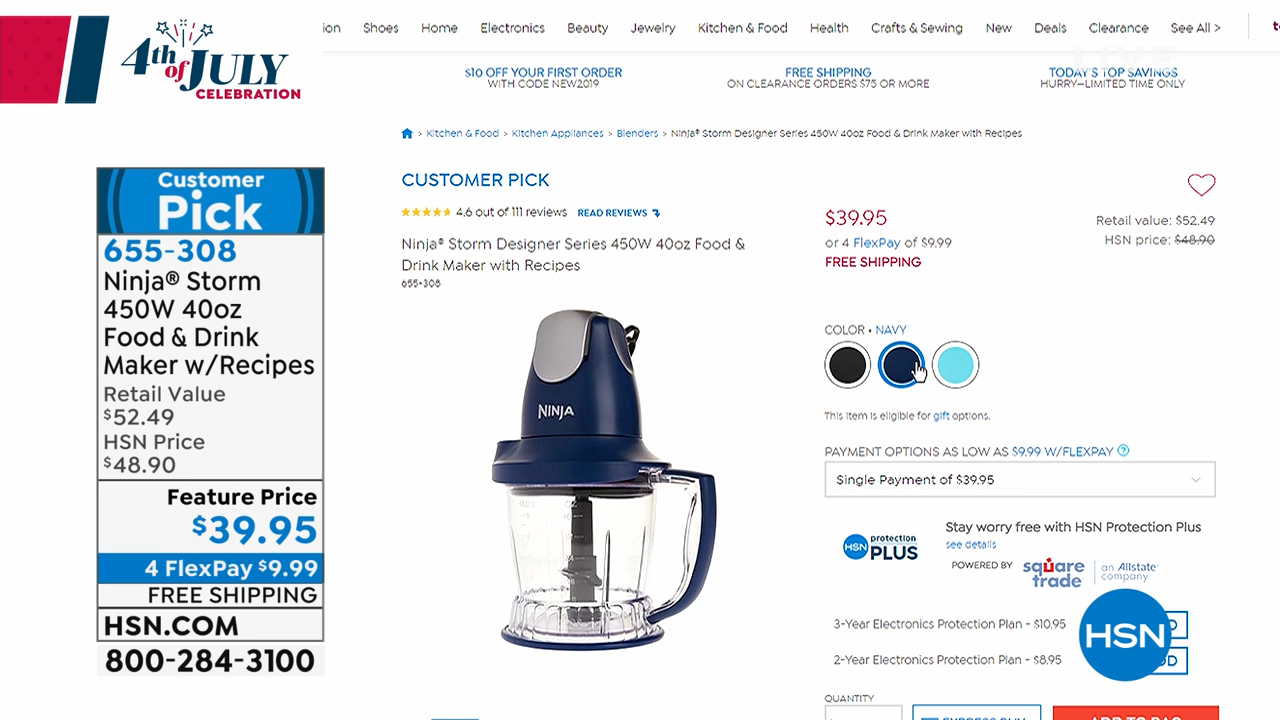 4th
of JULY
CELEBRATION
Shoes Home Electronics Beauty Jewelry Kitchen & Food Health Crafts & Sewing New Deals Clearance See All >
$10 OFF YOUR FIRST ORDER
WITH CODE NEW2019
FREE SHIPPING
ON CLEARANCE ORDERS $75 OR MORE
TODAY'S TOP SAVINGS
HURRY—LIMITED TIME ONLY
LIVE
> Kitchen & Food > Kitchen Appliances > Blenders > Ninja® Storm Designer Series 450W 40oz Food & Drink Maker with Recipes
Customer
Pick
655-308
Ninja® Storm
450W 40oz
Food & Drink
Maker w/Recipes
Retail Value
$52.49
HSN Price
$48.90
Feature Price
$39.95
4 FlexPay $9.99
FREE SHIPPING
HSN.COM
800-284-3100
CUSTOMER PICK
4.6 out of 111 reviews READ REVIEWS
Ninja® Storm Designer Series 450W 40oz Food &
Drink Maker with Recipes
655-308
NINJA
$39.95
or 4 FlexPay of $9.99
FREE SHIPPING
Retail value: $52.49
HSN price: $48.90
COLOR • NAVY
This item is eligible for gift options.
PAYMENT OPTIONS AS LOW AS $9.99 W/FLEXPAY ?
Single Payment of $39.95
HSN protection PLUS
Stay worry free with HSN Protection Plus
see details
POWERED BY square trade an Allstate company
3-Year Electronics Protection Plan - $10.95
2-Year Electronics Protection Plan - $8.95
HSN
QUANTITY
EXPRESS BUY
ADD TO BAG